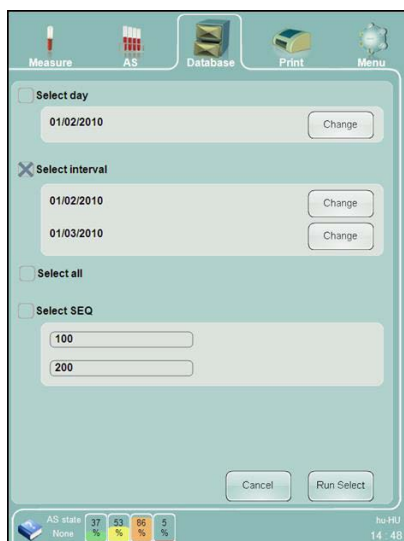 Measure AS Database Print Menu
Select day
01/02/2010 Change
Select interval
01/02/2010 Change
01/03/2010 Change
Select all
Select SEQ
100
200
Cancel Run Select
AS state 37 53 86 5 hu-HU
None % % % % 14 : 48